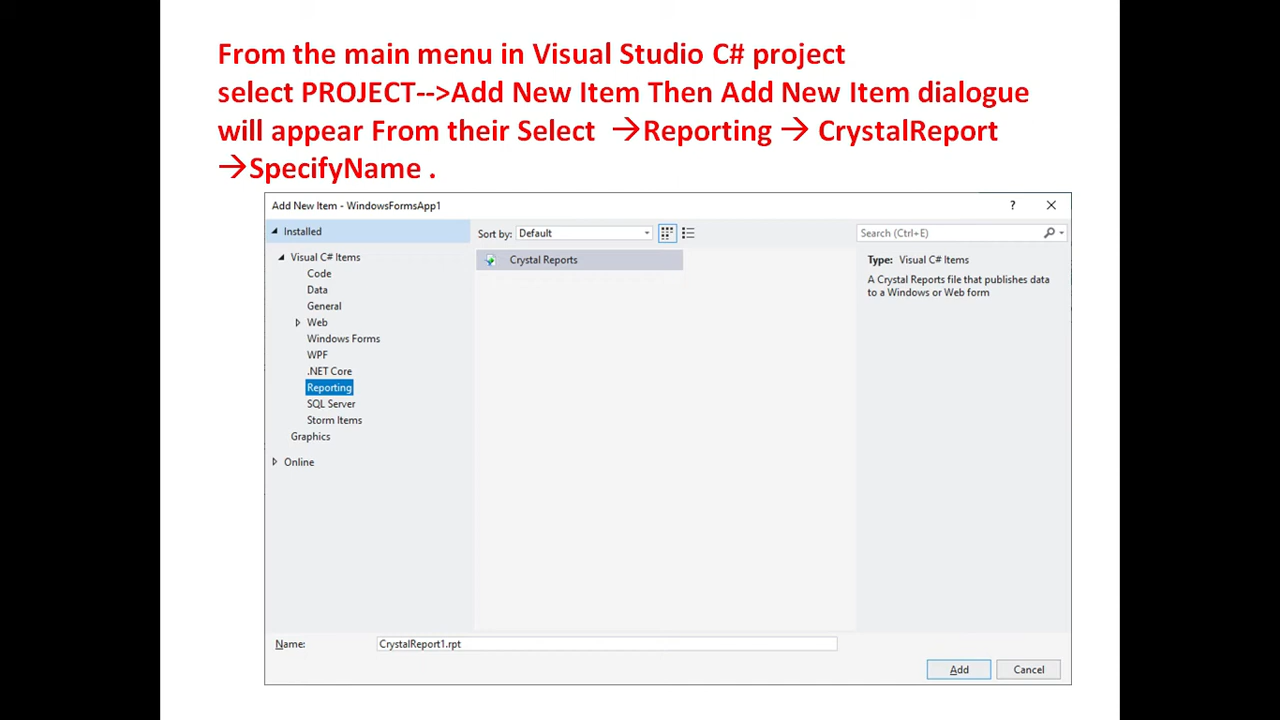 From the main menu in Visual Studio C# project
select PROJECT-->Add New Item Then Add New Item dialogue
will appear From their Select →Reporting → CrystalReport
→SpecifyName .
Add New Item - WindowsFormsApp1
?
Installed
Sort by: Default
Search (Ctrl+E)
Visual C# Items
Code
Data
General
Web
Windows Forms
WPF
.NET Core
Reporting
SQL Server
Storm Items
Graphics
Online
Crystal Reports
Type: Visual C# Items
A Crystal Reports file that publishes data
to a Windows or Web form
Name: CrystalReport1.rpt
Add Cancel